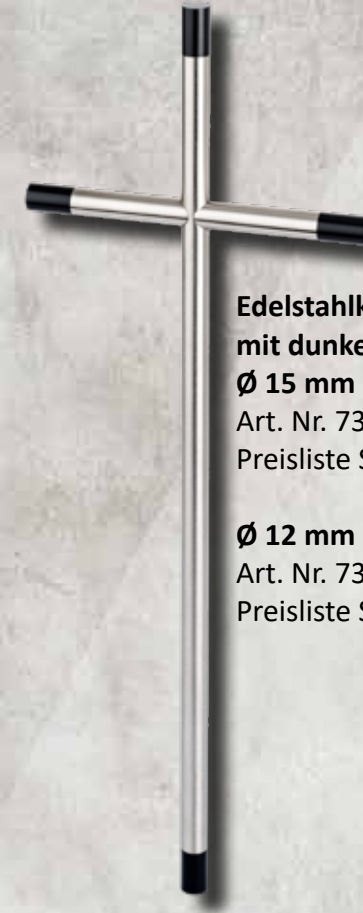 Edelstahlk
mit dunke
Ø 15 mm
Art. Nr. 73
Preisliste S
Ø 12 mm
Art. Nr. 73
Preisliste S